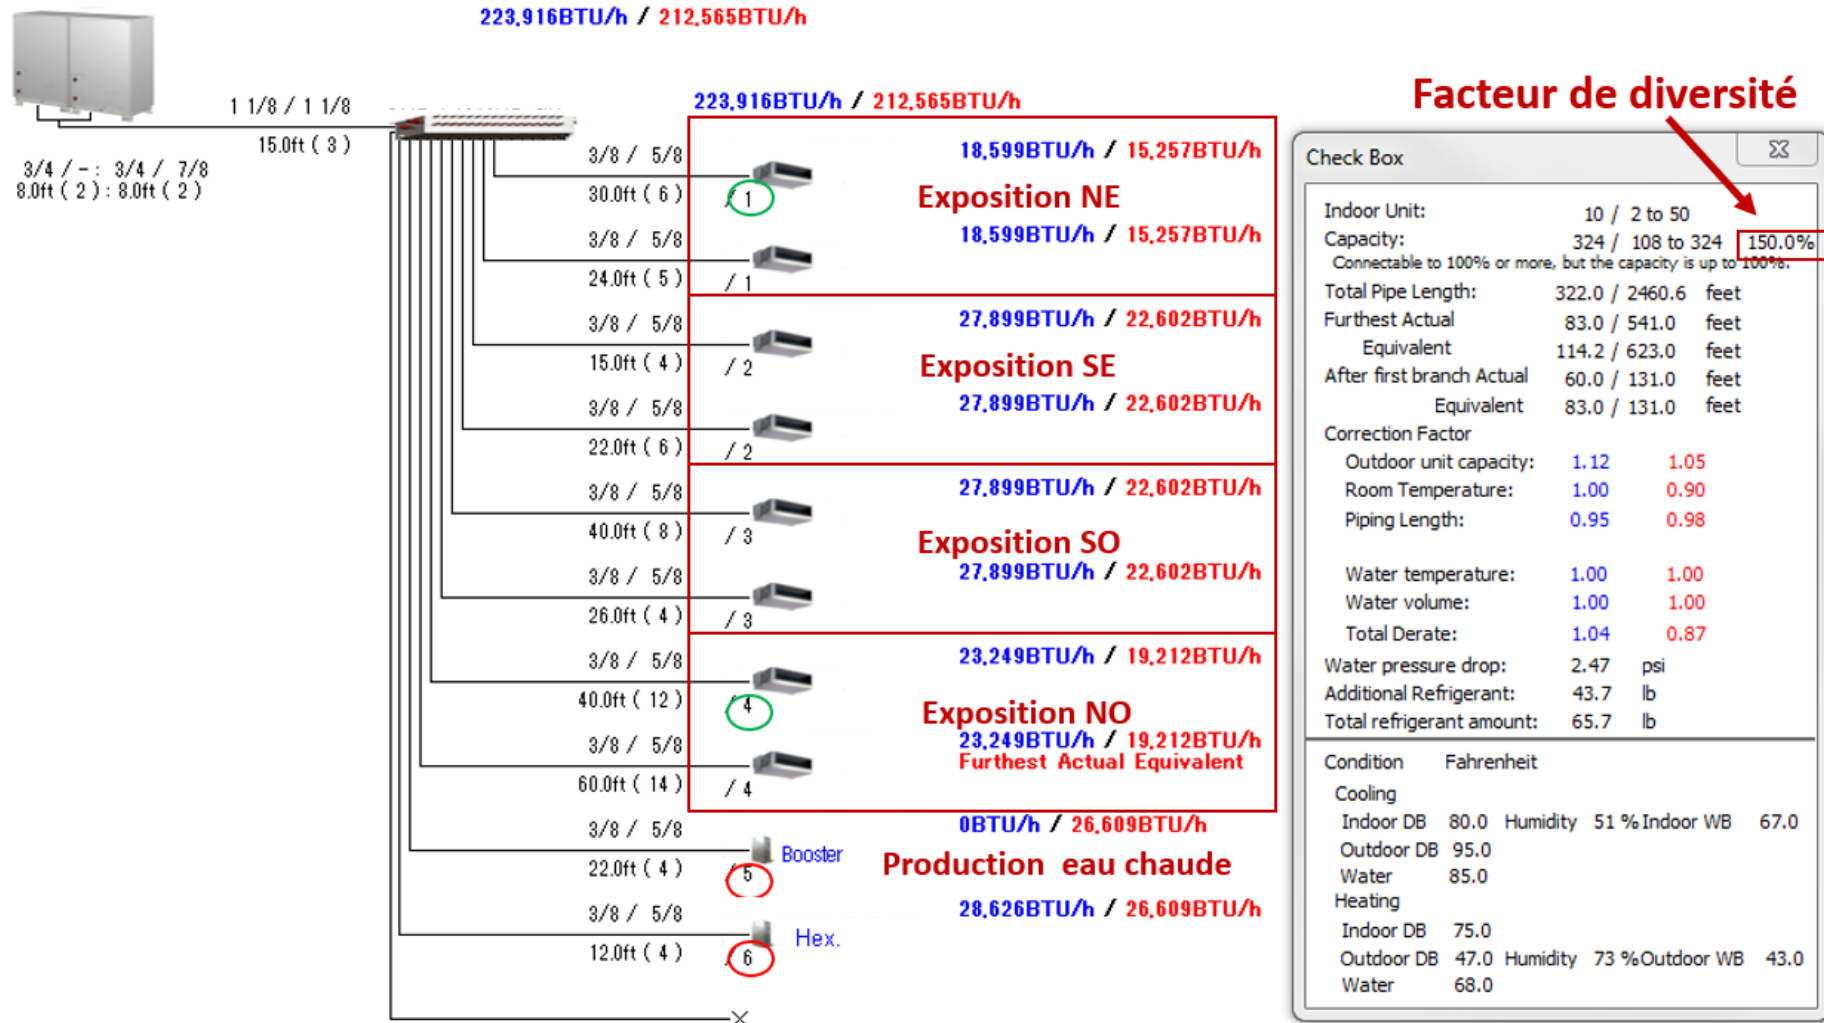 223,916BTU/h / 212,565BTU/h
1 1/8 / 1 1/8
15.0ft ( 3 )
3/4 / - : 3/4 / 7/8
8.0ft ( 2 ) : 8.0ft ( 2 )
223,916BTU/h / 212,565BTU/h
3/8 / 5/8
30.0ft ( 6 )
/ 1
18,599BTU/h / 15,257BTU/h
Exposition NE
3/8 / 5/8
24.0ft ( 5 )
/ 1
18,599BTU/h / 15,257BTU/h
3/8 / 5/8
15.0ft ( 4 )
/ 2
27,899BTU/h / 22,602BTU/h
Exposition SE
3/8 / 5/8
22.0ft ( 6 )
/ 2
27,899BTU/h / 22,602BTU/h
3/8 / 5/8
40.0ft ( 8 )
/ 3
27,899BTU/h / 22,602BTU/h
Exposition SO
3/8 / 5/8
26.0ft ( 4 )
/ 3
27,899BTU/h / 22,602BTU/h
3/8 / 5/8
40.0ft ( 12 )
/ 4
23,249BTU/h / 19,212BTU/h
Exposition NO
3/8 / 5/8
60.0ft ( 14 )
/ 4
23,249BTU/h / 19,212BTU/h
Furthest Actual Equivalent
3/8 / 5/8
22.0ft ( 4 )
/ 5
Booster
0BTU/h / 26,609BTU/h
Production eau chaude
3/8 / 5/8
12.0ft ( 4 )
/ 6
Hex.
28,626BTU/h / 26,609BTU/h
Facteur de diversité
Check Box
Indoor Unit: 10 / 2 to 50
Capacity: 324 / 108 to 324 150.0%
Connectable to 100% or more, but the capacity is up to 100%.
Total Pipe Length: 322.0 / 2460.6 feet
Furthest Actual 83.0 / 541.0 feet
Equivalent 114.2 / 623.0 feet
After first branch Actual 60.0 / 131.0 feet
Equivalent 83.0 / 131.0 feet
Correction Factor
Outdoor unit capacity: 1.12 1.05
Room Temperature: 1.00 0.90
Piping Length: 0.95 0.98
Water temperature: 1.00 1.00
Water volume: 1.00 1.00
Total Derate: 1.04 0.87
Water pressure drop: 2.47 psi
Additional Refrigerant: 43.7 lb
Total refrigerant amount: 65.7 lb
Condition Fahrenheit
Cooling
Indoor DB 80.0 Humidity 51 % Indoor WB 67.0
Outdoor DB 95.0
Water 85.0
Heating
Indoor DB 75.0
Outdoor DB 47.0 Humidity 73 % Outdoor WB 43.0
Water 68.0